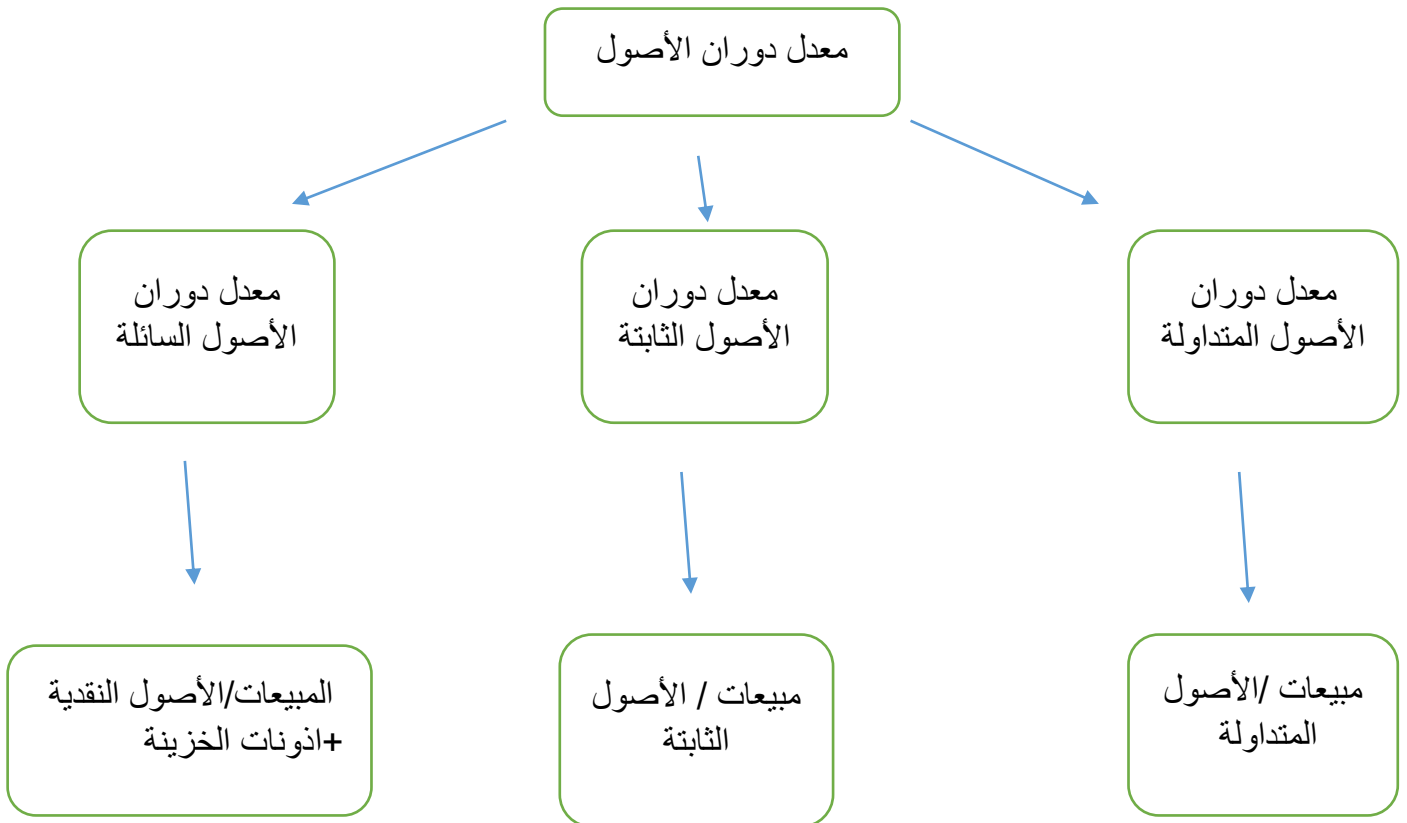 معدل دوران الأصول
معدل دوران
الأصول المتداولة
معدل دوران
الأصول الثابتة
معدل دوران
الأصول السائلة
مبيعات /الأصول
المتداولة
مبيعات / الأصول
الثابتة
المبيعات/الأصول النقدية
+اذونات الخزينة